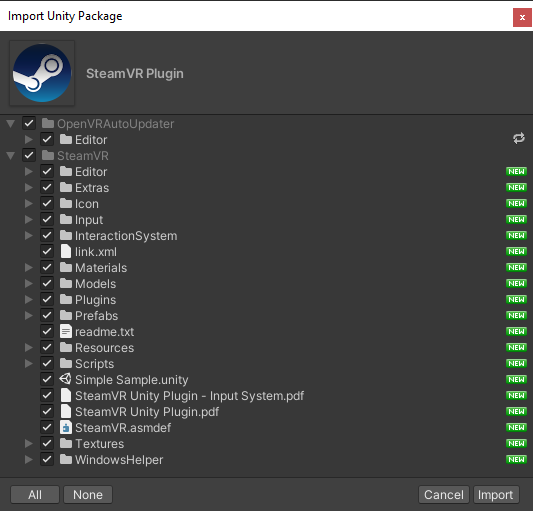 Import Unity Package
x
SteamVR Plugin
OpenVRAutoUpdater
Editor
SteamVR
Editor NEW
Extras NEW
Icon NEW
Input NEW
InteractionSystem NEW
link.xml NEW
Materials NEW
Models NEW
Plugins NEW
Prefabs NEW
readme.txt NEW
Resources NEW
Scripts NEW
Simple Sample.unity NEW
SteamVR Unity Plugin - Input System.pdf NEW
SteamVR Unity Plugin.pdf NEW
SteamVR.asmdef NEW
Textures NEW
WindowsHelper NEW
All None Cancel Import